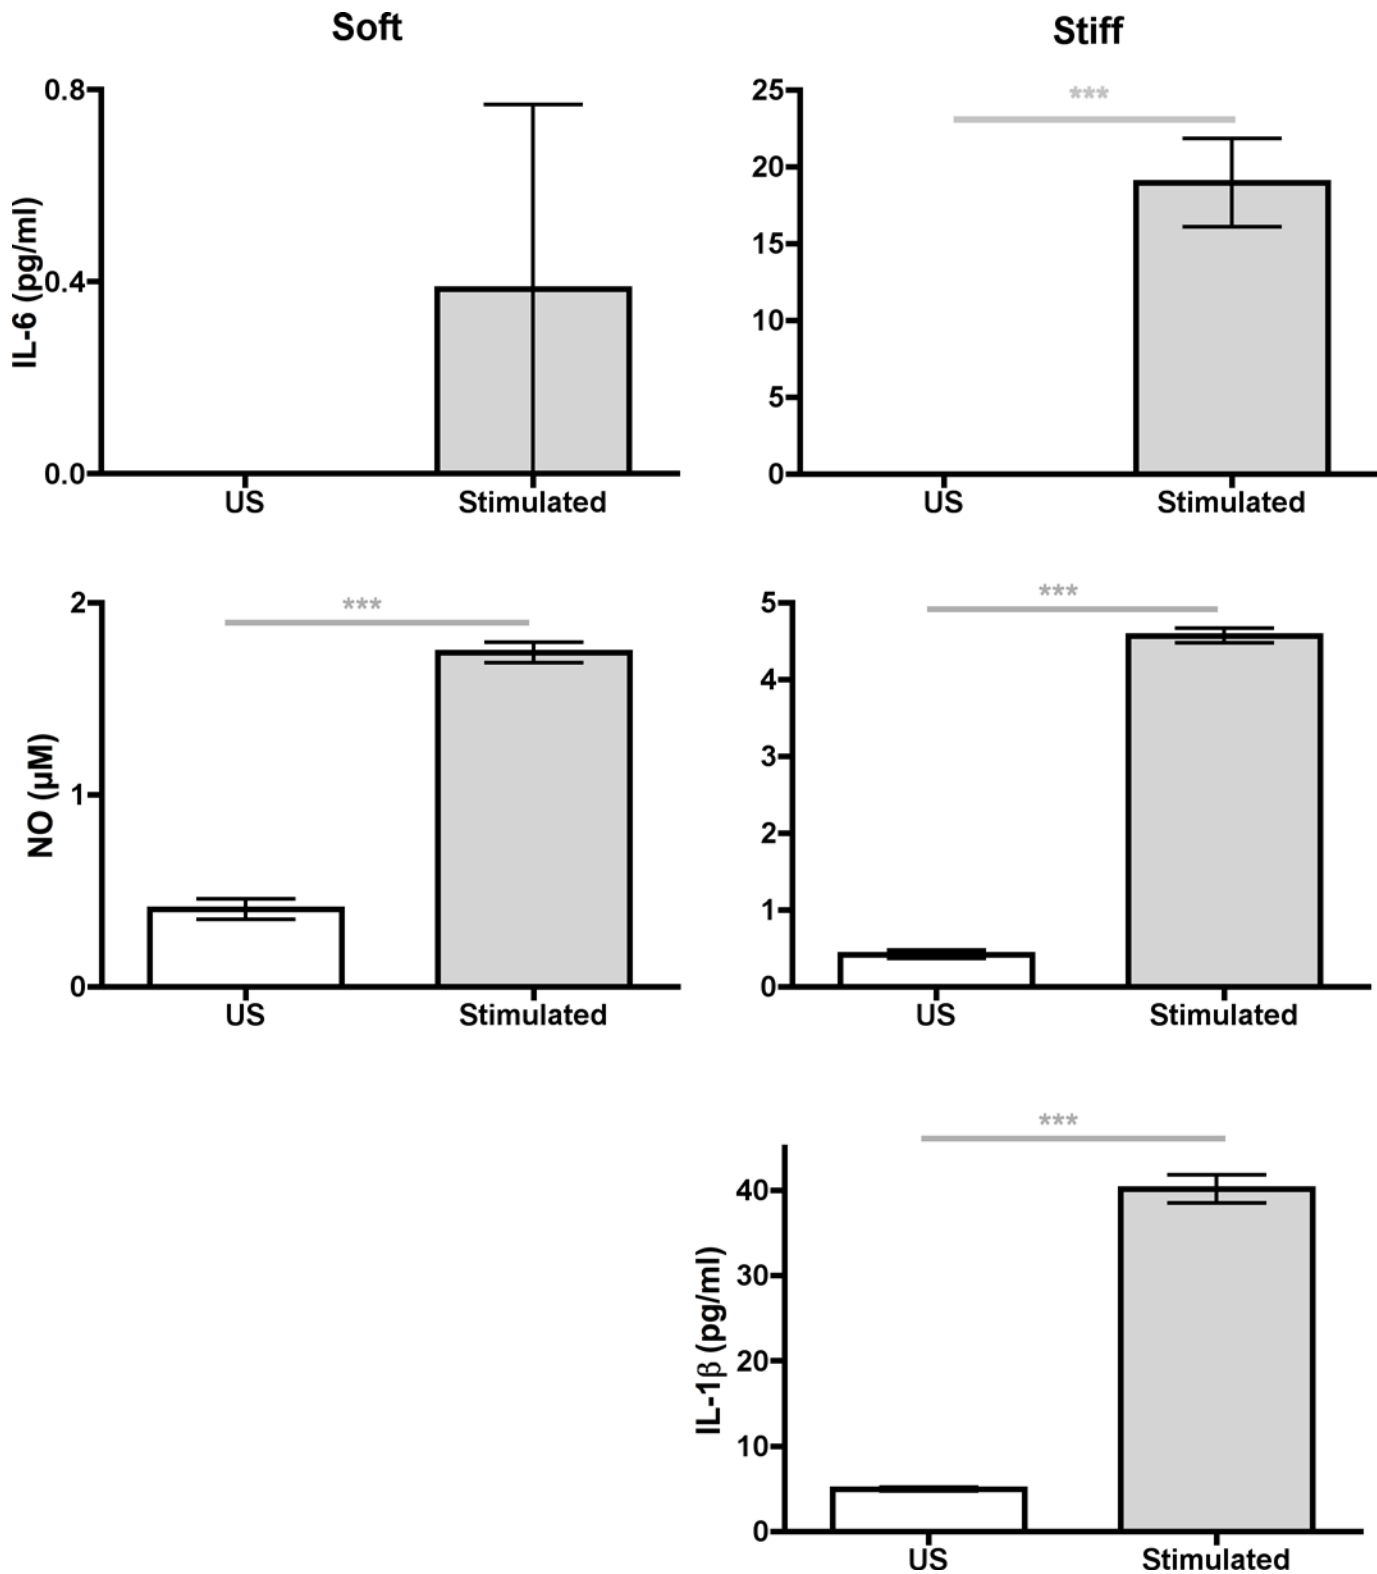 Soft
Stiff
IL-6 (pg/ml)
0.8
0.4
0.0
US
Stimulated
***
25
20
15
10
5
0
US
Stimulated
NO (µM)
***
2
1
0
US
Stimulated
***
5
4
3
2
1
0
US
Stimulated
IL-1β (pg/ml)
***
40
30
20
10
0
US
Stimulated